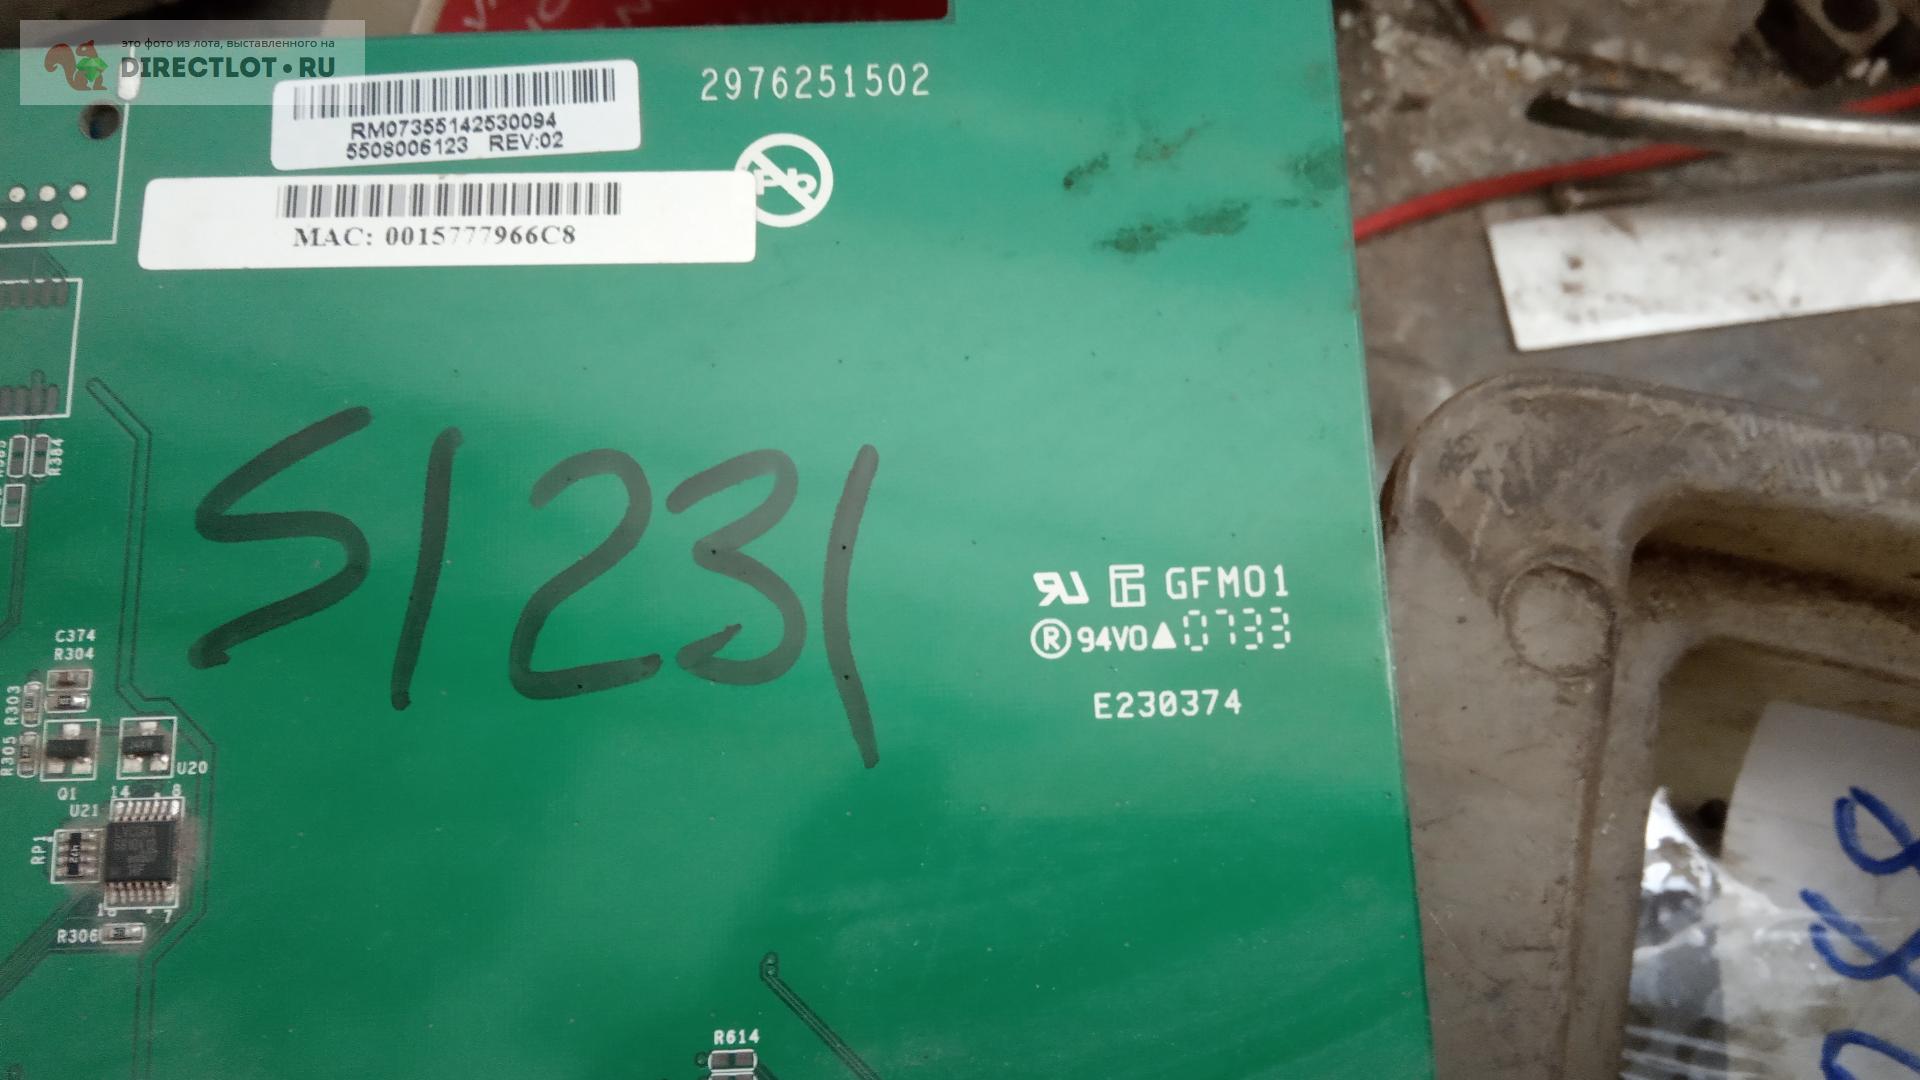 это фото из лота, выставленного на
DIRECTLOT•RU
2976251502
RM07355142530094
5508006123 REV:02
Pb
MAC: 0015777966C8
R384
S1231
GFM01
® 94V0▲0733
E230374
C374
R304
R303
R305
U20
Q1
14
8
U21
RP1
7
R306
R614